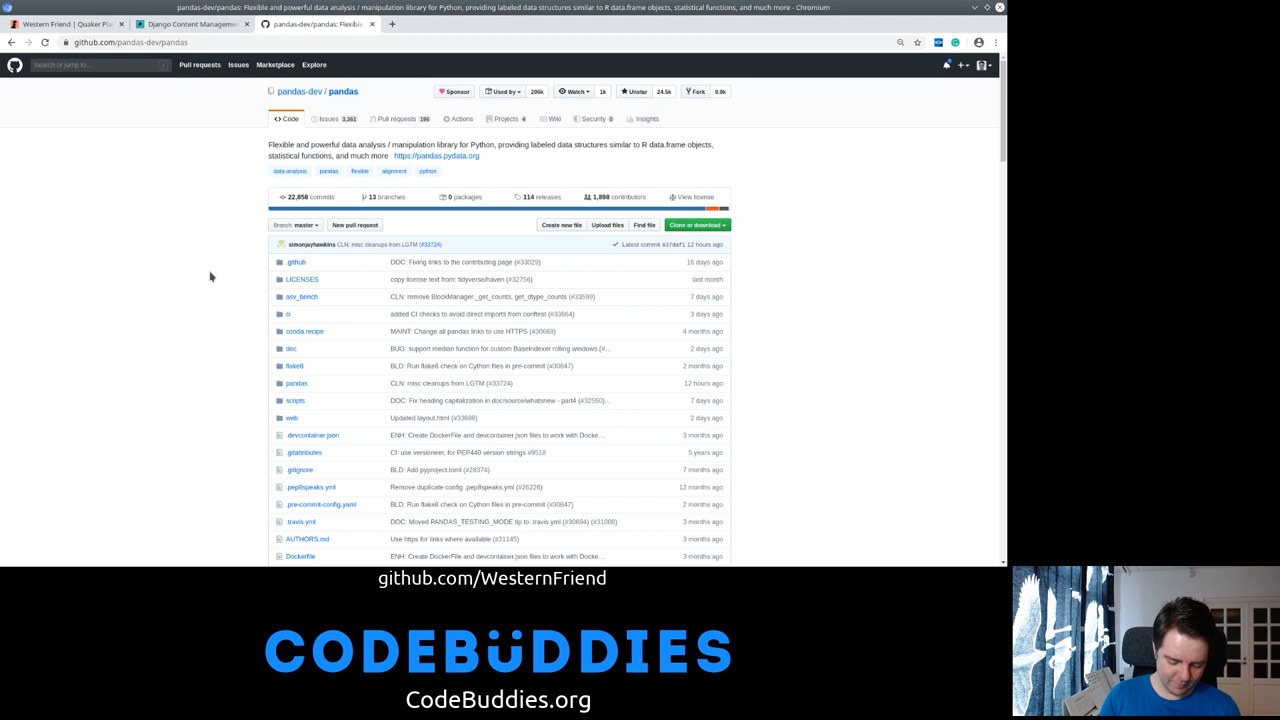 pandas-dev/pandas: Flexible and powerful data analysis / manipulation library for Python, providing labeled data structures similar to R data.frame objects, statistical functions, and much more - Chromium
Western Friend | Quaker Pla
Django Content Managemen
pandas-dev/pandas: Flexible
github.com/pandas-dev/pandas
Search or jump to...
/
Pull requests
Issues
Marketplace
Explore
pandas-dev / pandas
Sponsor
Used by
206k
Watch
1k
Unstar
24.5k
Fork
9.9k
Code
Issues 3,361
Pull requests 196
Actions
Projects 4
Wiki
Security 0
Insights
Flexible and powerful data analysis / manipulation library for Python, providing labeled data structures similar to R data.frame objects,
statistical functions, and much more https://pandas.pydata.org
data-analysis
pandas
flexible
alignment
python
22,858 commits
13 branches
0 packages
114 releases
1,898 contributors
View license
Branch: master
New pull request
Create new file
Upload files
Find file
Clone or download
simonjayhawkins CLN: misc cleanups from LGTM (#33724)
Latest commit 837daf1 12 hours ago
.github DOC: Fixing links to the contributing page (#33029) 16 days ago
LICENSES copy license text from: tidyverse/haven (#32756) last month
asv_bench CLN: remove BlockManager._get_counts, get_dtype_counts (#33599) 7 days ago
ci added CI checks to avoid direct imports from conftest (#33664) 3 days ago
conda.recipe MAINT: Change all pandas links to use HTTPS (#30669) 4 months ago
doc BUG: support median function for custom BaseIndexer rolling windows (#... 2 days ago
flake8 BLD: Run flake8 check on Cython files in pre-commit (#30847) 2 months ago
pandas CLN: misc cleanups from LGTM (#33724) 12 hours ago
scripts DOC: Fix heading capitalization in doc/source/whatsnew - part4 (#32550)... 7 days ago
web Updated layout.html (#33688) 2 days ago
.devcontainer.json ENH: Create DockerFile and devcontainer.json files to work with Docke... 3 months ago
.gitattributes CI: use versioneer, for PEP440 version strings #9518 5 years ago
.gitignore BLD: Add pyproject.toml (#28374) 7 months ago
.pep8speaks.yml Remove duplicate config .pep8speaks.yml (#26226) 12 months ago
.pre-commit-config.yaml BLD: Run flake8 check on Cython files in pre-commit (#30847) 2 months ago
.travis.yml DOC: Moved PANDAS_TESTING_MODE tip to .travis.yml (#30694) (#31008) 3 months ago
AUTHORS.md Use https for links where available (#31145) 3 months ago
Dockerfile ENH: Create DockerFile and devcontainer.json files to work with Docke... 3 months ago
github.com/WesternFriend
CODEBÜDDIES
CodeBuddies.org